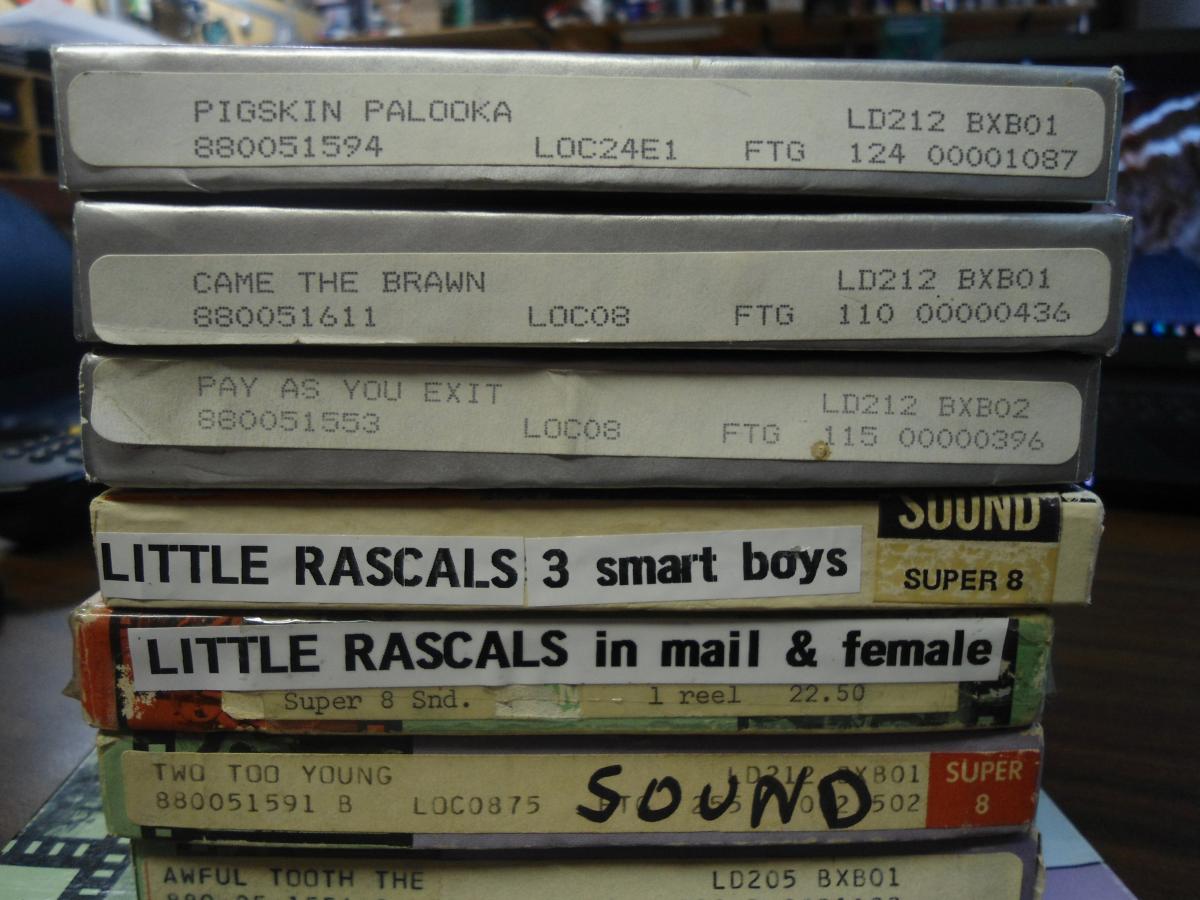 PIGSKIN PALOOKA LD212 BXB01
880051594 LOC24E1 FTG 124 00001087
CAME THE BRAWN LD212 BXB01
880051611 LOC08 FTG 110 00000436
PAY AS YOU EXIT LD212 BXB02
880051553 LOC08 FTG 115 00000396
SOUND
LITTLE RASCALS 3 smart boys
SUPER 8
LITTLE RASCALS in mail & female
Super 8 Snd. 1 reel 22.50
TWO TOO YOUNG BXB01
880051591 B LOC0875 502
SOUND
SUPER
8
AWFUL TOOTH THE LD205 BXB01